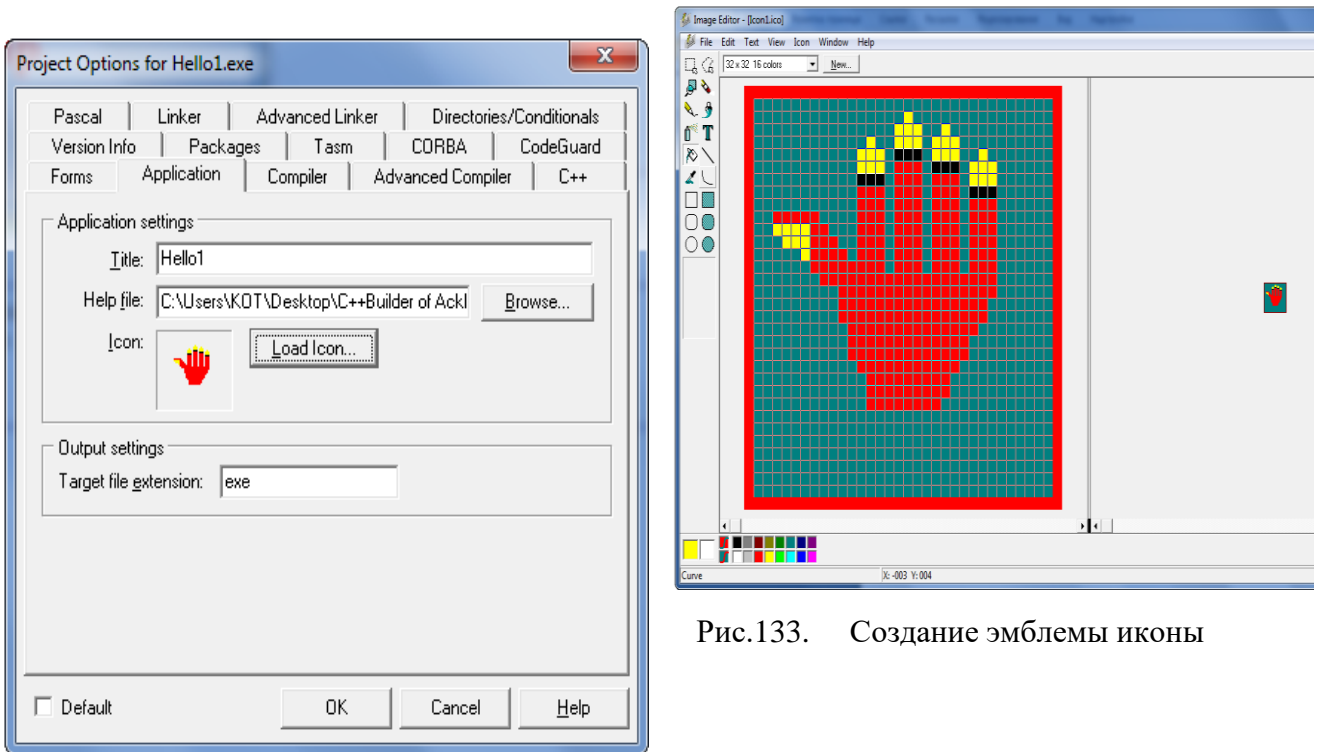 Project Options for Hello1.exe
Pascal Linker Advanced Linker Directories/Conditionals
Version Info Packages Tasm CORBA CodeGuard
Forms Application Compiler Advanced Compiler C++
Application settings
Title: Hello1
Help file: C:\Users\KOT\Desktop\C++Builder of Ackl Browse...
Icon: Load Icon...
Output settings
Target file extension: exe
Default OK Cancel Help
Image Editor - [Icon1.ico]
File Edit Text View Icon Window Help
32 x 32 16 colors New...
T
Curve X: -003 Y: 004
Рис.133. Создание эмблемы иконы